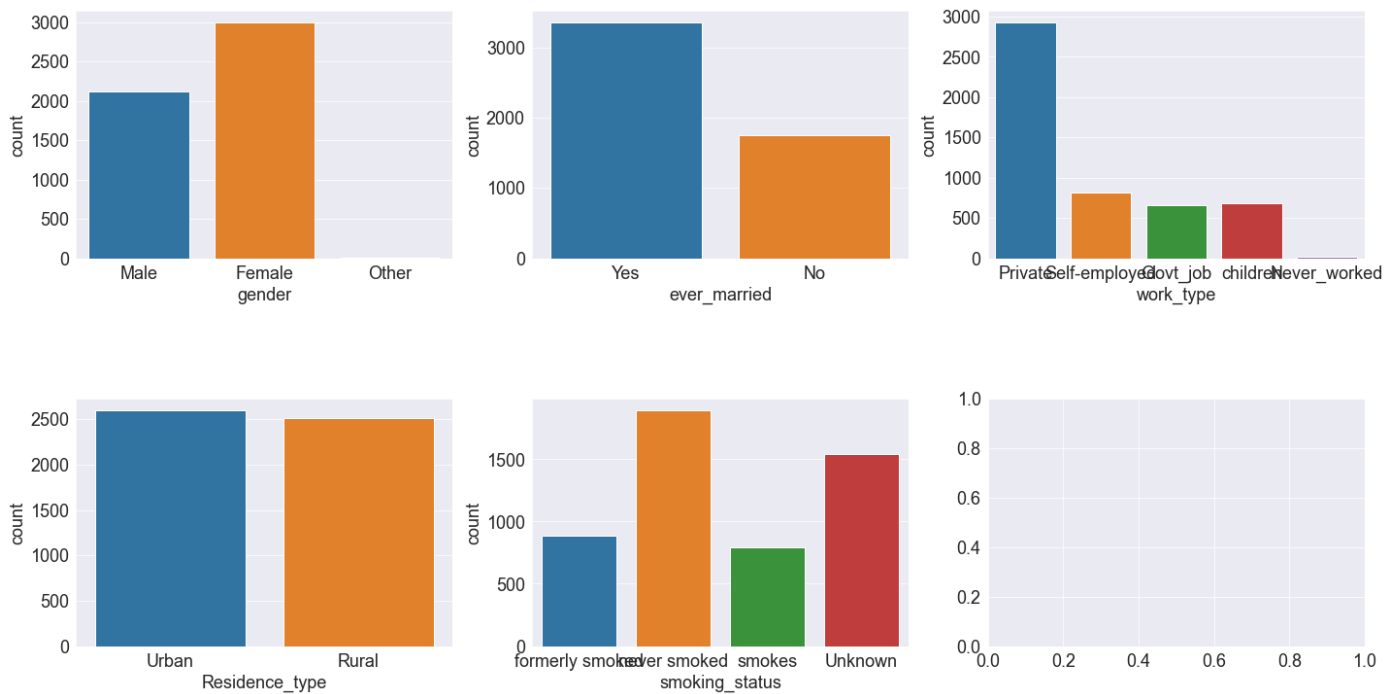 3000
2500
2000
1500
1000
500
0
count
Male Female Other
gender
3000
2000
1000
0
count
Yes No
ever_married
3000
2500
2000
1500
1000
500
0
count
Private Self-employed Govt_job children Never_worked
work_type
2500
2000
1500
1000
500
0
count
Urban Rural
Residence_type
1500
1000
500
0
count
formerly smoked never smoked smokes Unknown
smoking_status
1.0
0.8
0.6
0.4
0.2
0.0
0.0 0.2 0.4 0.6 0.8 1.0